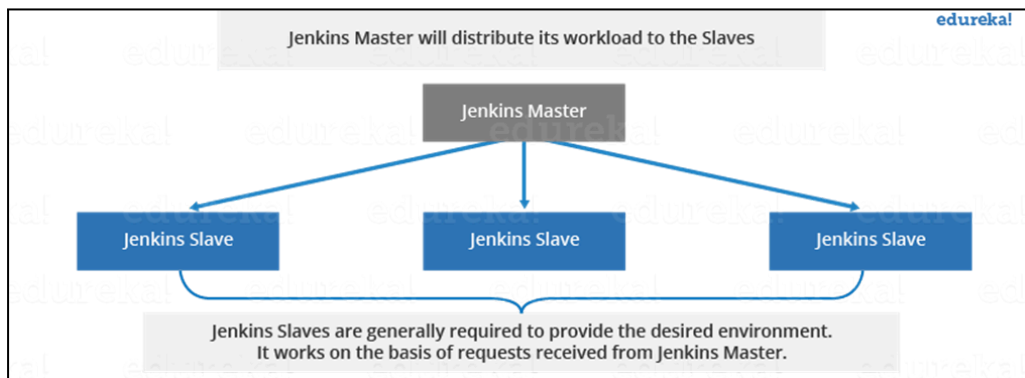 edureka!
Jenkins Master will distribute its workload to the Slaves
Jenkins Master
Jenkins Slave
Jenkins Slave
Jenkins Slave
Jenkins Slaves are generally required to provide the desired environment.
It works on the basis of requests received from Jenkins Master.